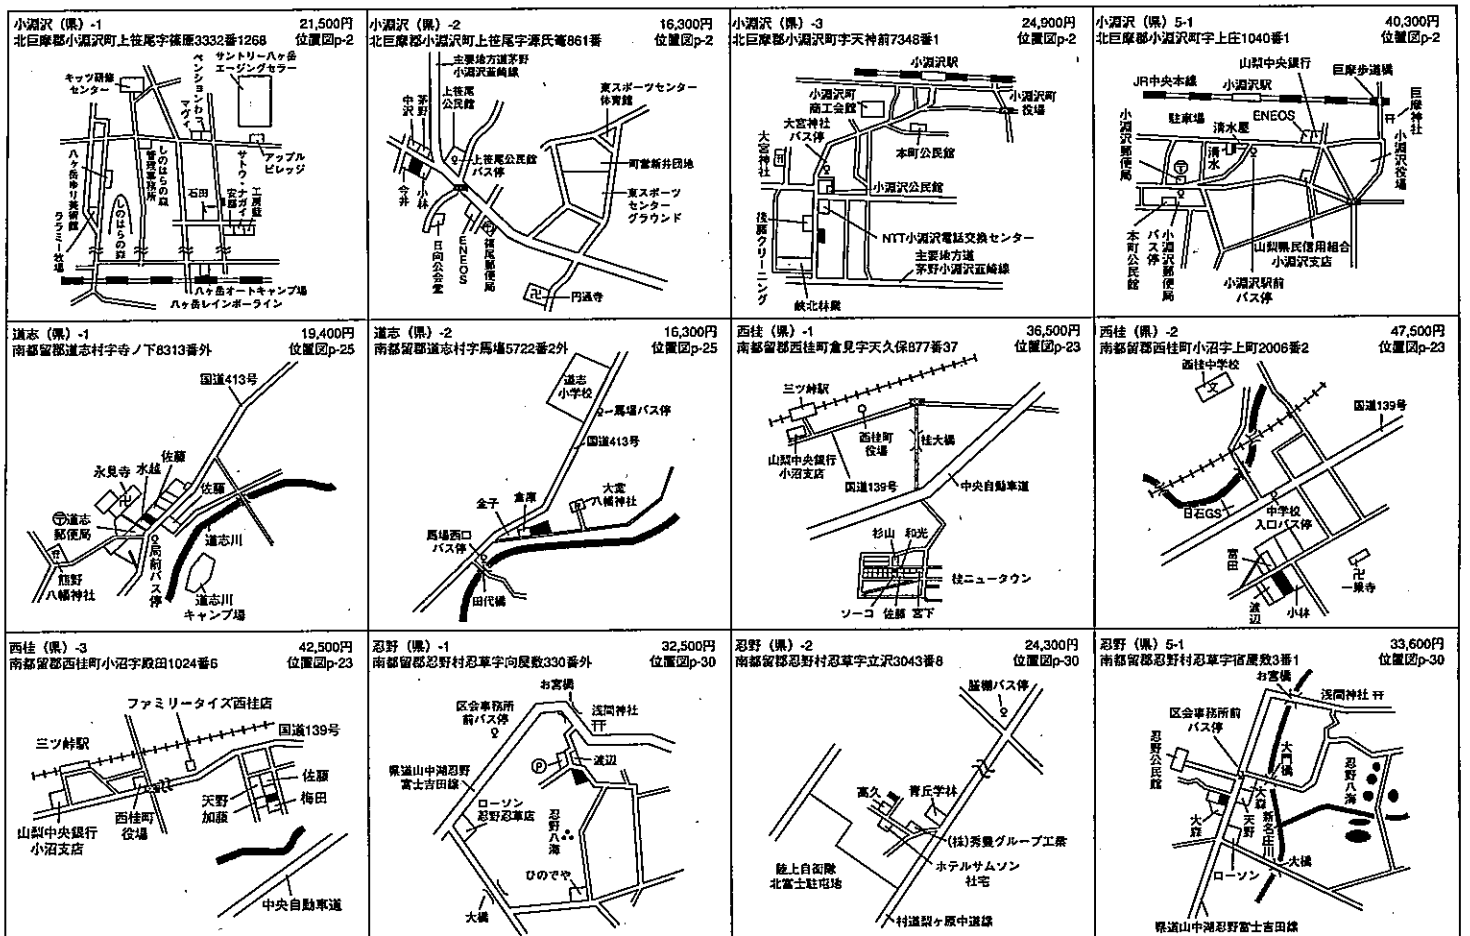 小淵沢（県）-1 21,500円
北巨摩郡小淵沢町上笹尾字篠原3332番1268 位置図p-2
サントリー八ヶ岳
エージングセラー
キッツ研修
センター
マヴィ
アップル
ビレッジ
しのはらの森
管理事務所
石田
安部
八ヶ岳ゆり美術館
しのはらの森
ララミー牧場
八ヶ岳オートキャンプ場
八ヶ岳レインボーライン
小淵沢（県）-2 16,300円
位置図p-2
主要地方道茅野
小淵沢韮崎線
上笹尾
公民館
茅野
中沢
東スポーツセンター
体育館
上笹尾公民館
バス停
町営新井団地
今井
小林
東スポーツ
センター
グラウンド
日向公会堂
ENEOS
篠尾郵便局
円通寺
小淵沢（県）-3 24,900円
北巨摩郡小淵沢町字天神前7348番1 位置図p-2
小淵沢駅
小淵沢町
商工会館
小淵沢町
役場
大宮神社
バス停
大宮神社
本町公民館
小淵沢公民館
後藤クリーニング
NTT小淵沢電話交換センター
主要地方道
茅野小淵沢韮崎線
峡北林業
小淵沢（県）5-1 40,300円
北巨摩郡小淵沢町字上庄1040番1 位置図p-2
山梨中央銀行
巨摩歩道橋
JR中央本線
小淵沢駅
ENEOS
巨摩神社
駐車場
清水屋
小淵沢郵便局
清水
小淵沢役場
本町公民館
小淵沢郵便局
バス停
山梨県民信用組合
小淵沢支店
小淵沢駅前
バス停
道志（県）-1 19,400円
南都留郡道志村字寺ノ下8313番外 位置図p-25
国道413号
永見寺
水越
佐藤
佐藤
道志
郵便局
道志川
局前バス停
熊野
八幡神社
道志川
キャンプ場
道志（県）-2 16,300円
南都留郡道志村字馬場5722番2外 位置図p-25
道志
小学校
馬場バス停
国道413号
金子
倉庫
大室
八幡神社
馬場西口
バス停
田代橋
西桂（県）-1 36,500円
南都留郡西桂町倉見字天久保877番37 位置図p-23
三ツ峠駅
西桂町
役場
桂大橋
山梨中央銀行
小沼支店
国道139号
中央自動車道
杉山 和光
桂ニュータウン
ソーコ 佐藤 宮下
西桂（県）-2 47,500円
南都留郡西桂町小沼字上町2006番2 位置図p-23
西桂中学校
国道139号
日石GS
中学校
入口バス停
富田
一乗寺
渡辺
小林
西桂（県）-3 42,500円
南都留郡西桂町小沼字殿田1024番6 位置図p-23
ファミリータイズ西桂店
国道139号
三ツ峠駅
佐藤
天野
梅田
加藤
西桂町
役場
山梨中央銀行
小沼支店
中央自動車道
忍野（県）-1 32,500円
南都留郡忍野村忍草字向屋敷330番外 位置図p-30
お宮橋
区会事務所
前バス停
浅間神社
渡辺
県道山中湖忍野
富士吉田線
ローソン
忍野忍草店
忍野八海
ひのでや
大橋
忍野（県）-2 24,300円
南都留郡忍野村忍草字立沢3043番8 位置図p-30
高久
青丘学林
(株)秀曼グループ工業
ホテルサムソン
社宅
陸上自衛隊
北富士駐屯地
村道梨ヶ原中道線
忍野（県）5-1 33,600円
南都留郡忍野村忍草字宿屋敷3番1 位置図p-30
お宮橋
浅間神社
区会事務所前
バス停
忍野公民館
大門橋
忍野八海
大森
大森
天野
新名庄川
大橋
ローソン
県道山中湖忍野富士吉田線